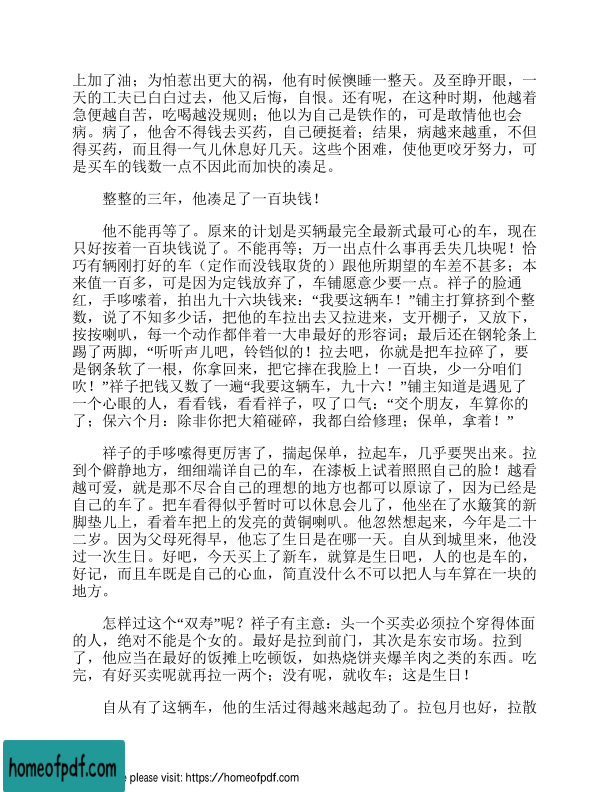 上加了油；为怕惹出更大的祸，他有时候懊睡一整天。及至睁开眼，一
天的工夫已白白过去，他又后悔，自恨。还有呢，在这种时期，他越着
急便越自苦，吃喝越没规则；他以为自己是铁作的，可是敢情他也会
病。病了，他舍不得钱去买药，自己硬挺着；结果，病越来越重，不但
得买药，而且得一气儿休息好几天。这些个困难，使他更咬牙努力，可
是买车的钱数一点不因此而加快的凑足。
整整的三年，他凑足了一百块钱！
他不能再等了。原来的计划是买辆最完全最新式最可心的车，现在
只好按着一百块钱说了。不能再等；万一出点什么事再丢失几块呢！恰
巧有辆刚打好的车（定作而没钱取货的）跟他所期望的车差不甚多；本
来值一百多，可是因为定钱放弃了，车铺愿意少要一点。祥子的脸通
红，手哆嗦着，拍出九十六块钱来：“我要这辆车！”铺主打算挤到个整
数，说了不知多少话，把他的车拉出去又拉进来，支开棚子，又放下，
按按喇叭，每一个动作都伴着一大串最好的形容词；最后还在钢轮条上
踢了两脚，“听听声儿吧，铃铛似的！拉去吧，你就是把车拉碎了，要
是钢条软了一根，你拿回来，把它摔在我脸上！一百块，少一分咱们
吹！”祥子把钱又数了一遍“我要这辆车，九十六！”铺主知道是遇见了
一个心眼的人，看看钱，看看祥子，叹了口气：“交个朋友，车算你的
了；保六个月：除非你把大箱碰碎，我都白给修理；保单，拿着！”
祥子的手哆嗦得更厉害了，揣起保单，拉起车，几乎要哭出来。拉
到个僻静地方，细细端详自己的车，在漆板上试着照照自己的脸！越看
越可爱，就是那不尽合自己的理想的地方也都可以原谅了，因为已经是
自己的车了。把车看得似乎暂时可以休息会儿了，他坐在了水簸箕的新
脚垫儿上，看着车把上的发亮的黄铜喇叭。他忽然想起来，今年是二十
二岁。因为父母死得早，他忘了生日是在哪一天。自从到城里来，他没
过一次生日。好吧，今天买上了新车，就算是生日吧，人的也是车的，
好记，而且车既是自己的心血，简直没什么不可以把人与车算在一块的
地方。
怎样过这个“双寿”呢？祥子有主意：头一个买卖必须拉个穿得体面
的人，绝对不能是个女的。最好是拉到前门，其次是东安市场。拉到
了，他应当在最好的饭摊上吃顿饭，如热烧饼夹爆羊肉之类的东西。吃
完，有好买卖呢就再拉一两个；没有呢，就收车；这是生日！
自从有了这辆车，他的生活过得越来越起劲了。拉包月也好，拉散
homeofpdf.com
e please visit: https://homeofpdf.com